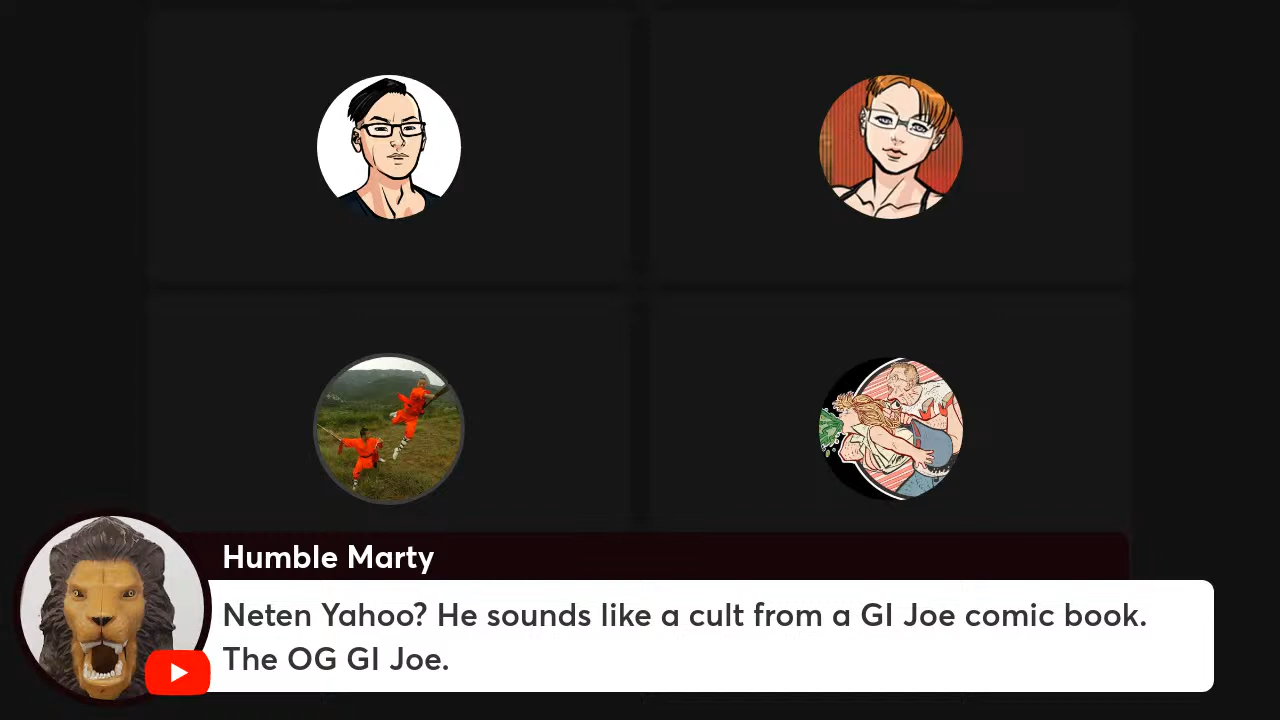 Humble Marty
Neten Yahoo? He sounds like a cult from a GI Joe comic book.
The OG GI Joe.